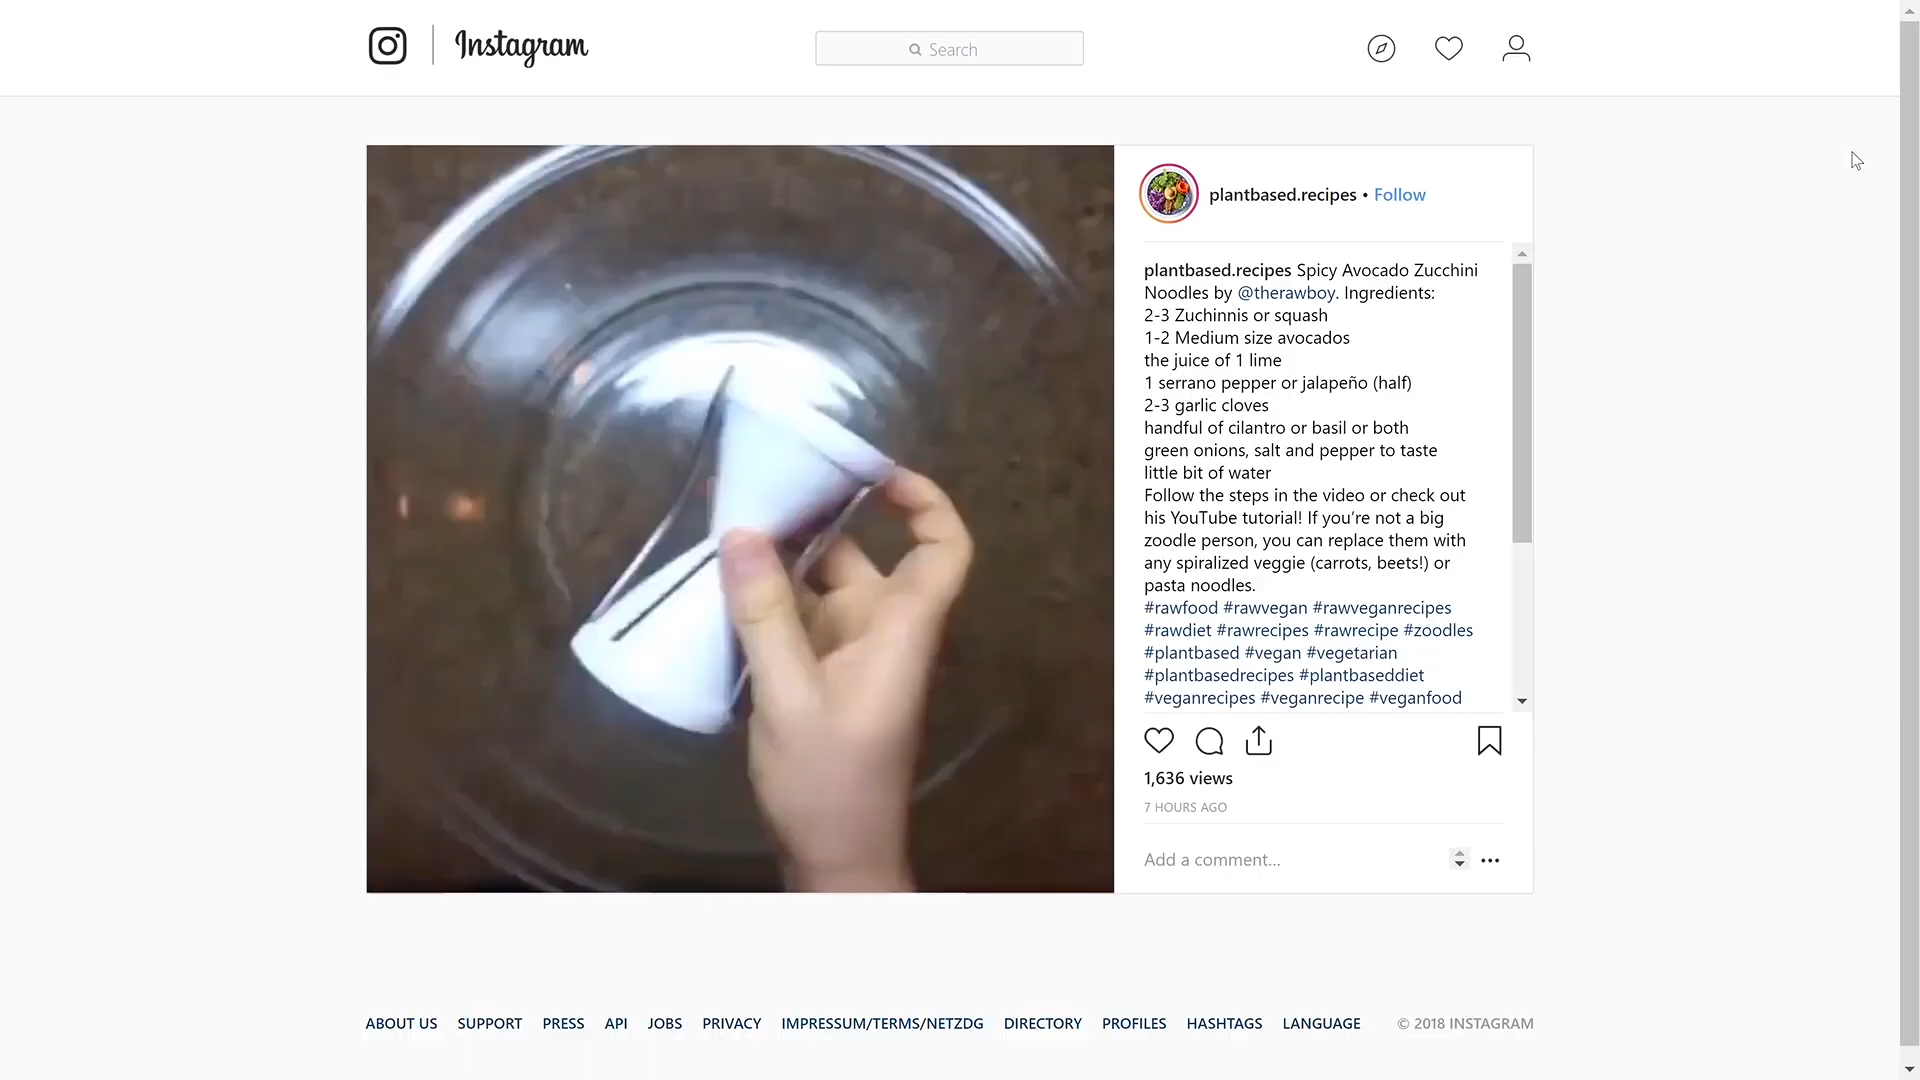 Instagram
Search
plantbased.recipes • Follow
plantbased.recipes Spicy Avocado Zucchini
Noodles by @therawboy. Ingredients:
2-3 Zuchinnis or squash
1-2 Medium size avocados
the juice of 1 lime
1 serrano pepper or jalapeño (half)
2-3 garlic cloves
handful of cilantro or basil or both
green onions, salt and pepper to taste
little bit of water
Follow the steps in the video or check out
his YouTube tutorial! If you’re not a big
zoodle person, you can replace them with
any spiralized veggie (carrots, beets!) or
pasta noodles.
#rawfood #rawvegan #rawveganrecipes
#rawdiet #rawrecipes #rawrecipe #zoodles
#plantbased #vegan #vegetarian
#plantbasedrecipes #plantbaseddiet
#veganrecipes #veganrecipe #veganfood
1,636 views
7 HOURS AGO
Add a comment...
ABOUT US SUPPORT PRESS API JOBS PRIVACY IMPRESSUM/TERMS/NETZDG DIRECTORY PROFILES HASHTAGS LANGUAGE © 2018 INSTAGRAM